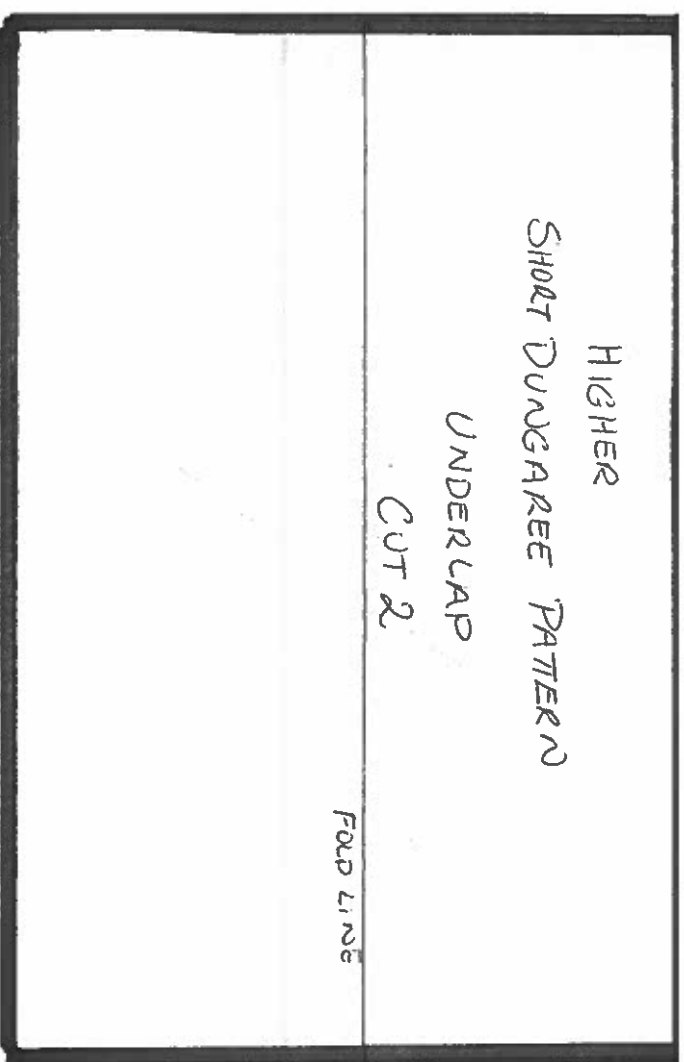 HIGHER
SHORT DUNGAREE PATTERN
UNDERLAP
CUT 2
FOLD LINE